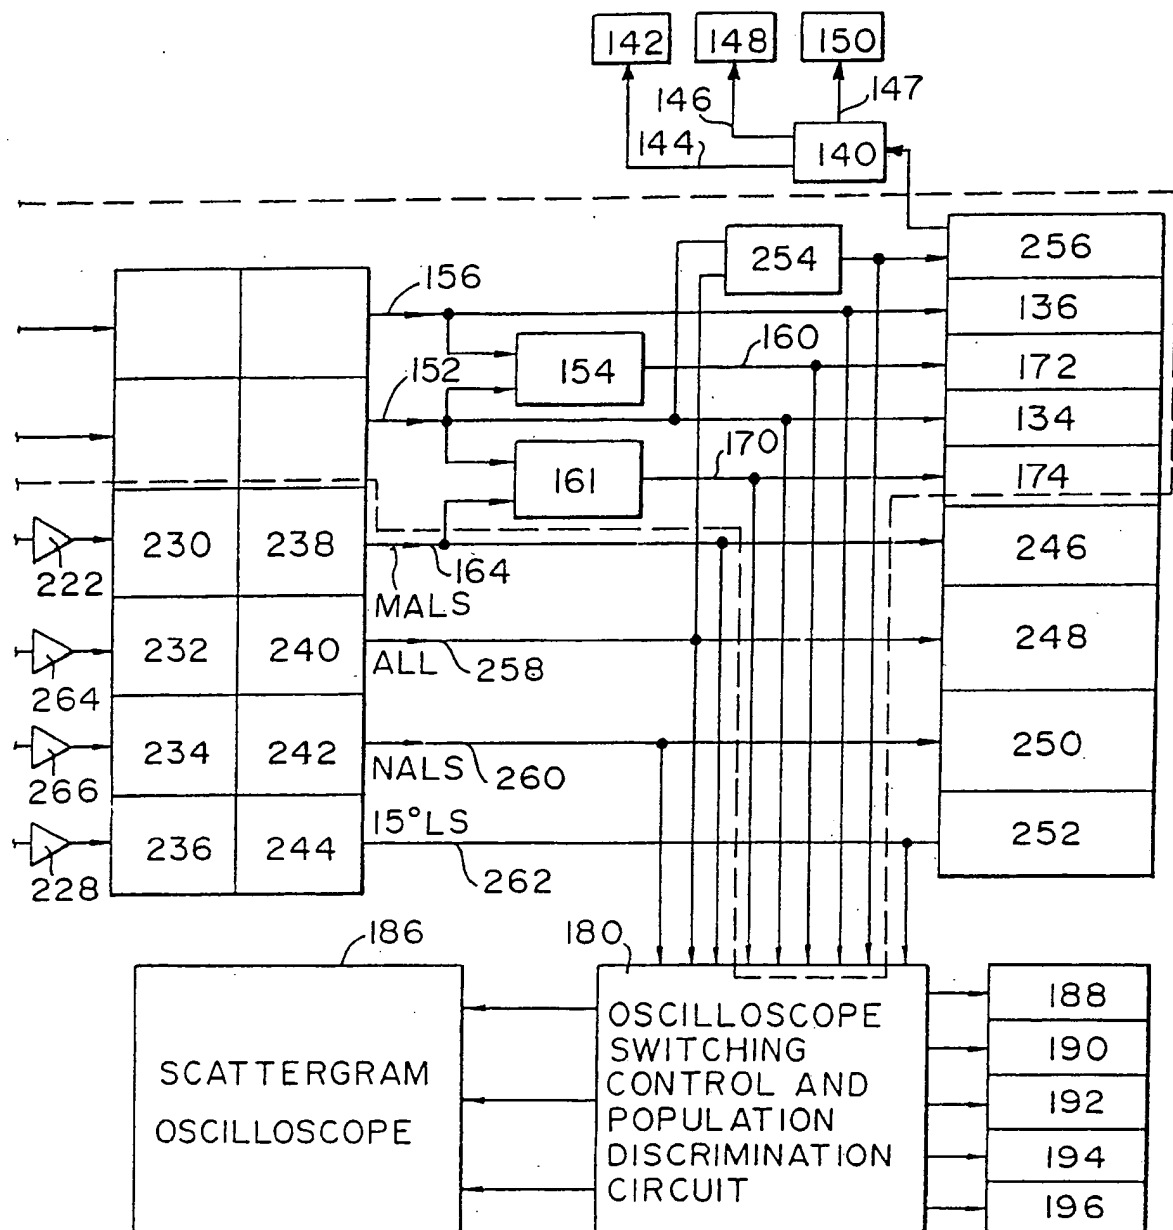 142 148 150
146 147
144 140
254 256
156 136
154 160 172
152 134
161 170 174
230 238 246
222 164
MALS
232 240 248
ALL 258
264
234 242 250
NALS 260
266
15°LS
236 244 252
262
228
186 180
188
OSCILLOSCOPE
SWITCHING 190
SCATTERGRAM CONTROL AND
POPULATION 192
OSCILLOSCOPE
DISCRIMINATION 194
CIRCUIT 196